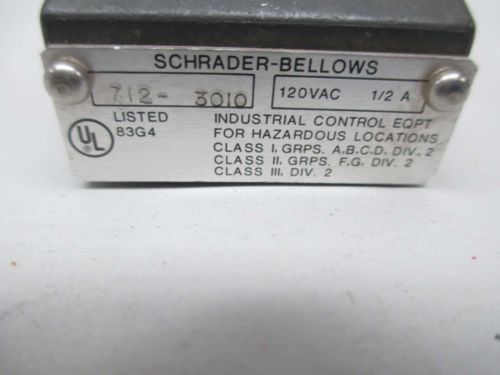 SCHRADER-BELLOWS
712- 3010 120VAC 1/2 A
UL LISTED 83G4
INDUSTRIAL CONTROL EQPT
FOR HAZARDOUS LOCATIONS
CLASS I. GRPS. A.B.C.D. DIV. 2
CLASS II. GRPS. F.G. DIV. 2
CLASS III. DIV. 2